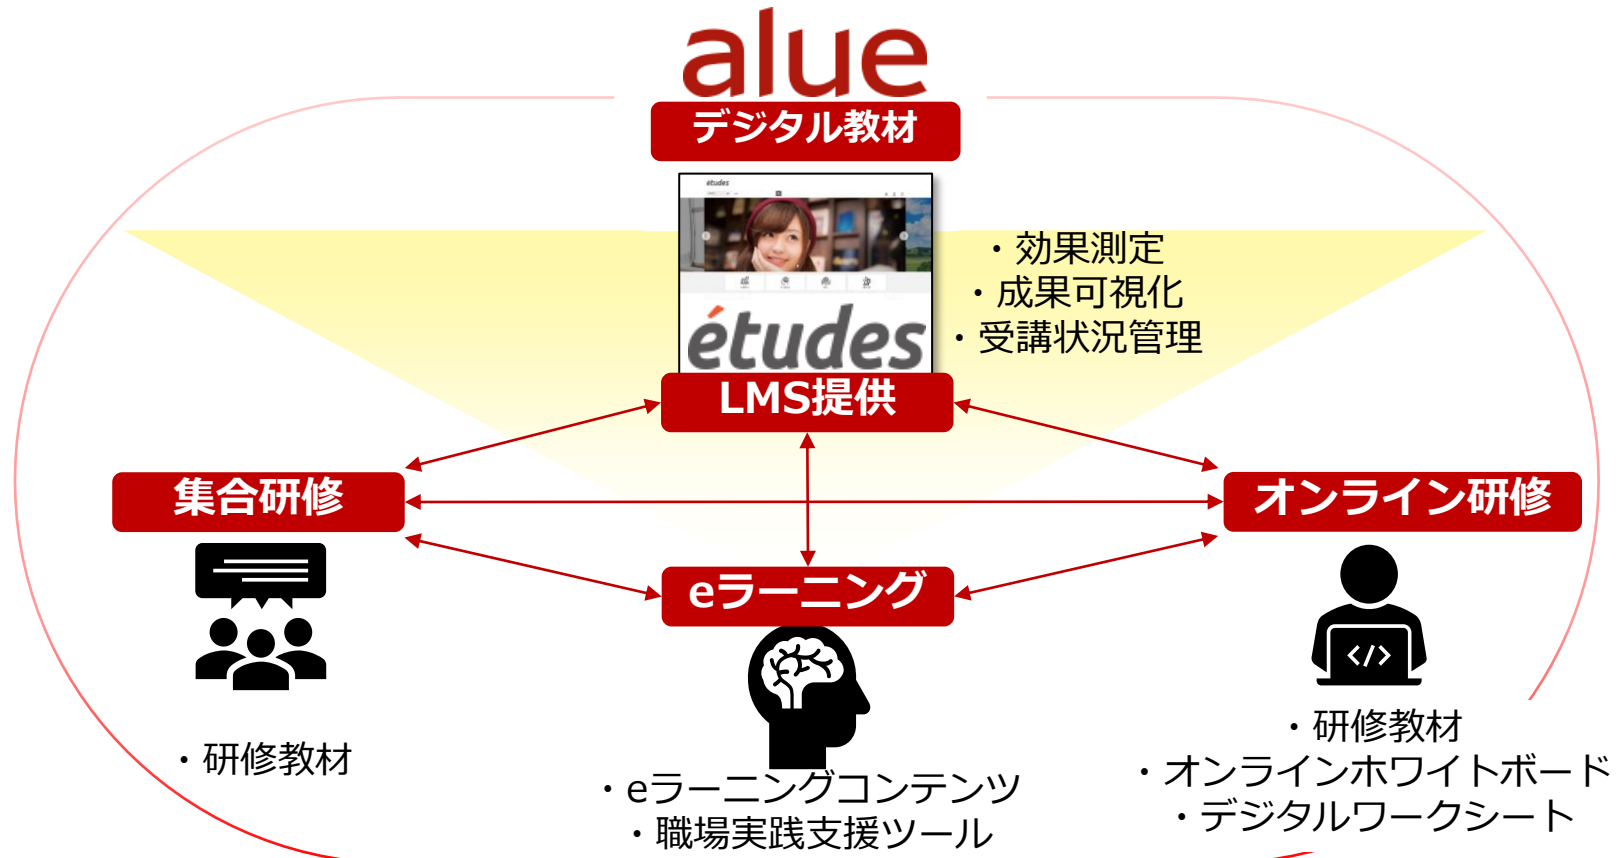 alue
デジタル教材
études
études
・効果測定
・成果可視化
・受講状況管理
LMS提供
集合研修
オンライン研修
eラーニング
</>
・研修教材
・eラーニングコンテンツ
・職場実践支援ツール
・研修教材
・オンラインホワイトボード
・デジタルワークシート